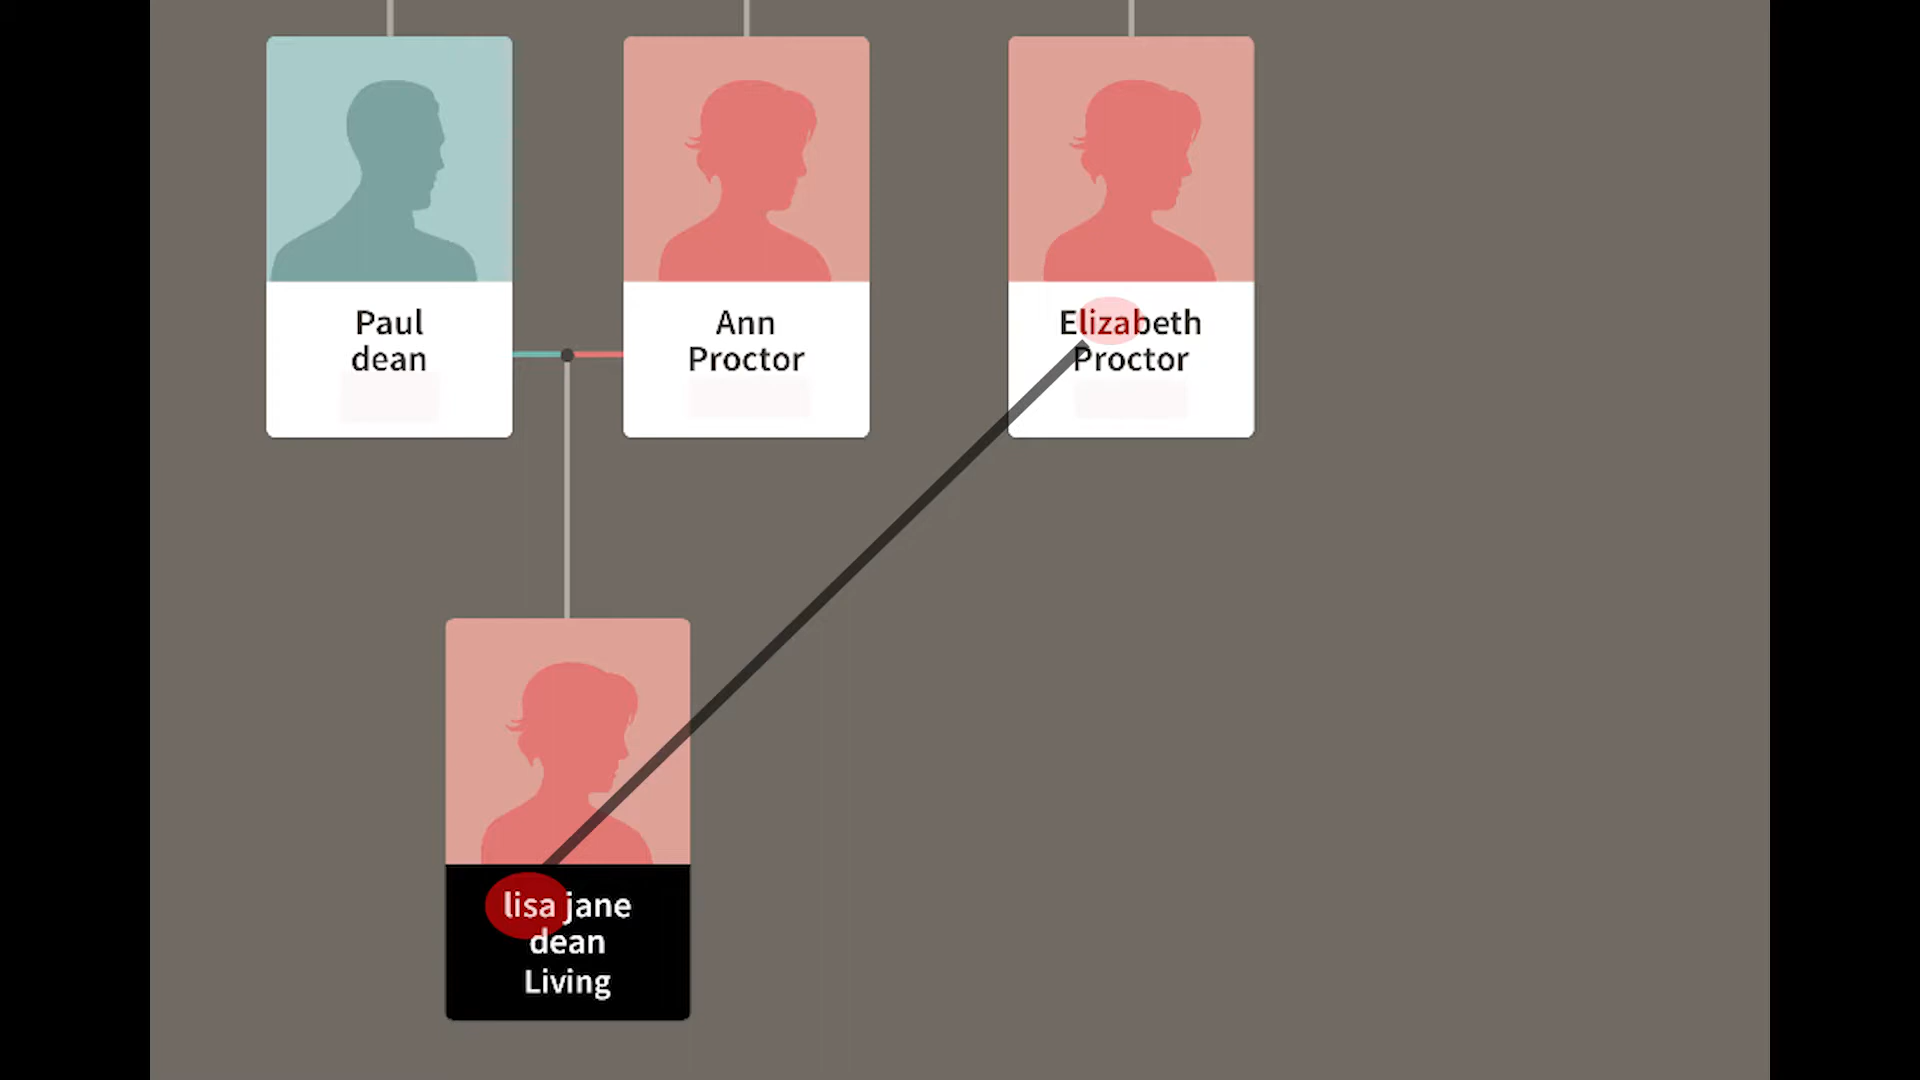 Paul
dean
Ann
Proctor
Elizabeth
Proctor
lisa jane
dean
Living